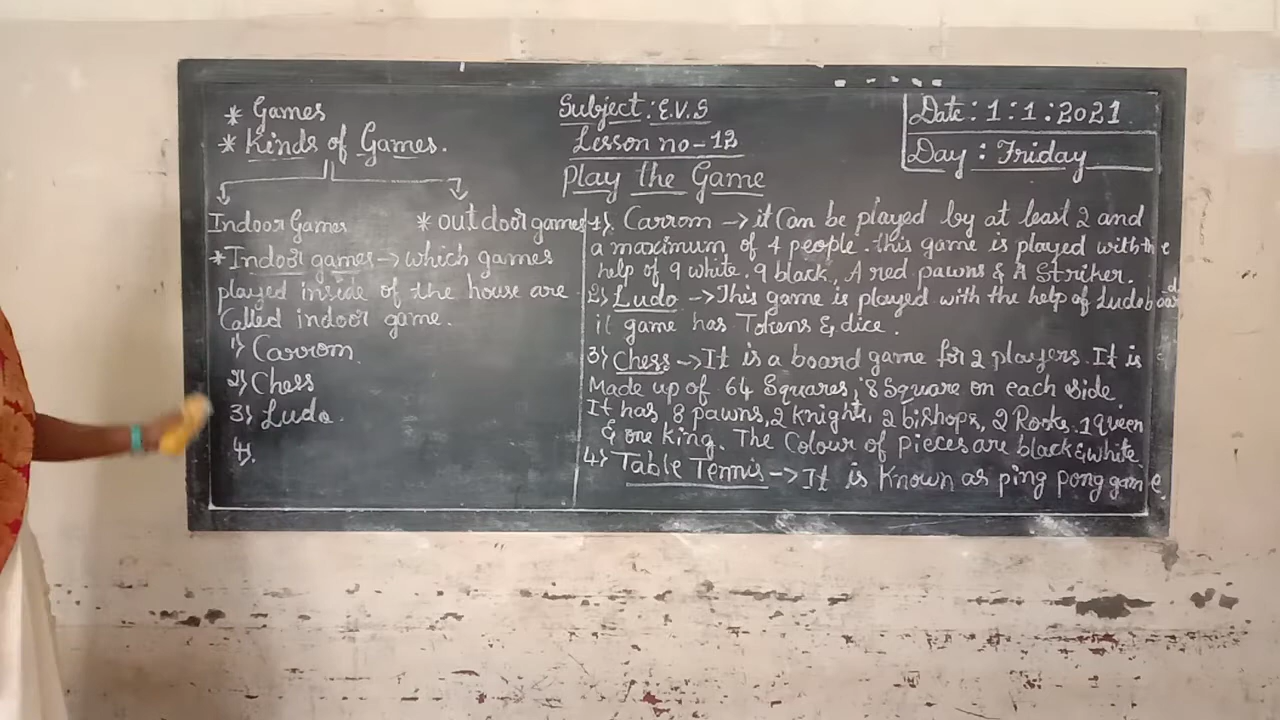 * Games
* Kinds of Games.
Indoor Games * outdoor games
* Indoor games -> which games
played inside of the house are
Called indoor game.
1) Carrom.
2) Chess
3) Ludo.
4).
Subject : E.V.S
Lesson no - 12
Play the Game
Date : 1 : 1 : 2021
Day : Friday
1) Carrom -> it Can be played by at least 2 and
a maximum of 4 people. this game is played with the
help of 9 white, 9 black, A red pawns & A Striker.
2) Ludo -> This game is played with the help of Ludo board
it game has Tokens & dice.
3) Chess -> It is a board game for 2 players. It is
Made up of 64 Squares, 8 Square on each side.
It has 8 pawns, 2 knights, 2 bishops, 2 Rooks. 1 queen
& one king. The Colour of Pieces are black & white.
4) Table Tennis -> It is Known as ping pong game.